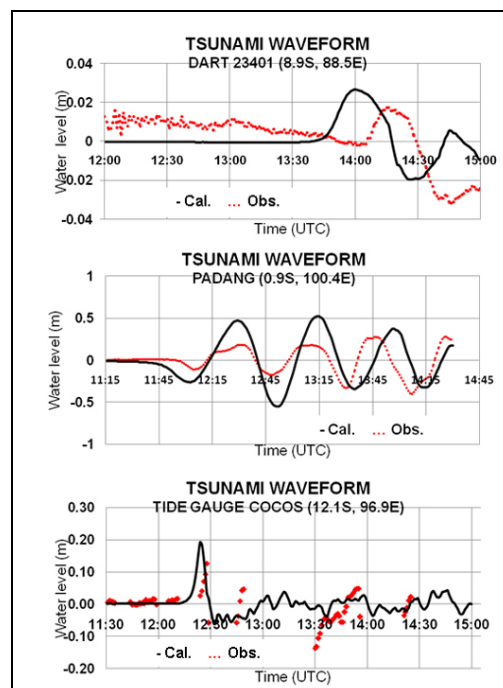 TSUNAMI WAVEFORM
DART 23401 (8.9S, 88.5E)
Water level (m)
0.04
0.02
0
-0.02
-0.04
12:00 12:30 13:00 13:30 14:00 14:30 15:00
- Cal. ... Obs.
Time (UTC)
TSUNAMI WAVEFORM
PADANG (0.9S, 100.4E)
Water level (m)
1
0.5
0
-0.5
-1
11:15 11:45 12:15 12:45 13:15 13:45 14:15 14:45
- Cal. ... Obs.
Time (UTC)
TSUNAMI WAVEFORM
TIDE GAUGE COCOS (12.1S, 96.9E)
Water level (m)
0.30
0.20
0.10
0.00
-0.10
-0.20
11:30 12:00 12:30 13:00 13:30 14:00 14:30 15:00
- Cal. ... Obs.
Time (UTC)